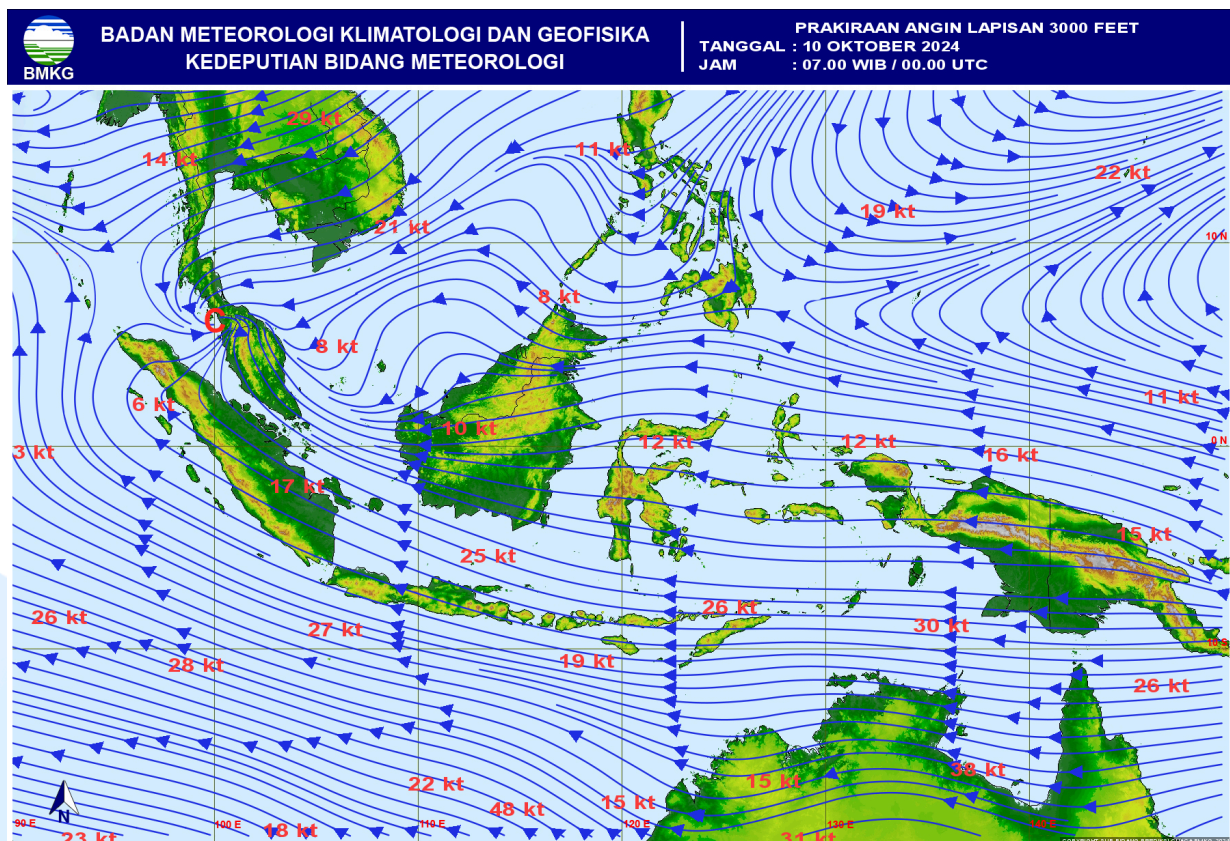 BADAN METEOROLOGI KLIMATOLOGI DAN GEOFISIKA
KEDEPUTIAN BIDANG METEOROLOGI
BMKG
PRAKIRAAN ANGIN LAPISAN 3000 FEET
TANGGAL : 10 OKTOBER 2024
JAM : 07.00 WIB / 00.00 UTC
29 kt
11 kt
14 kt
22 kt
19 kt
21 kt
10 N
8 kt
C
8 kt
6 kt
11 kt
10 kt
12 kt
12 kt
0 N
3 kt
16 kt
17 kt
15 kt
25 kt
26 kt
26 kt
27 kt
30 kt
10 S
19 kt
28 kt
26 kt
38 kt
15 kt
22 kt
15 kt
48 kt
N
90 E
100 E
110 E
120 E
130 E
140 E
23 kt
18 kt
31 kt